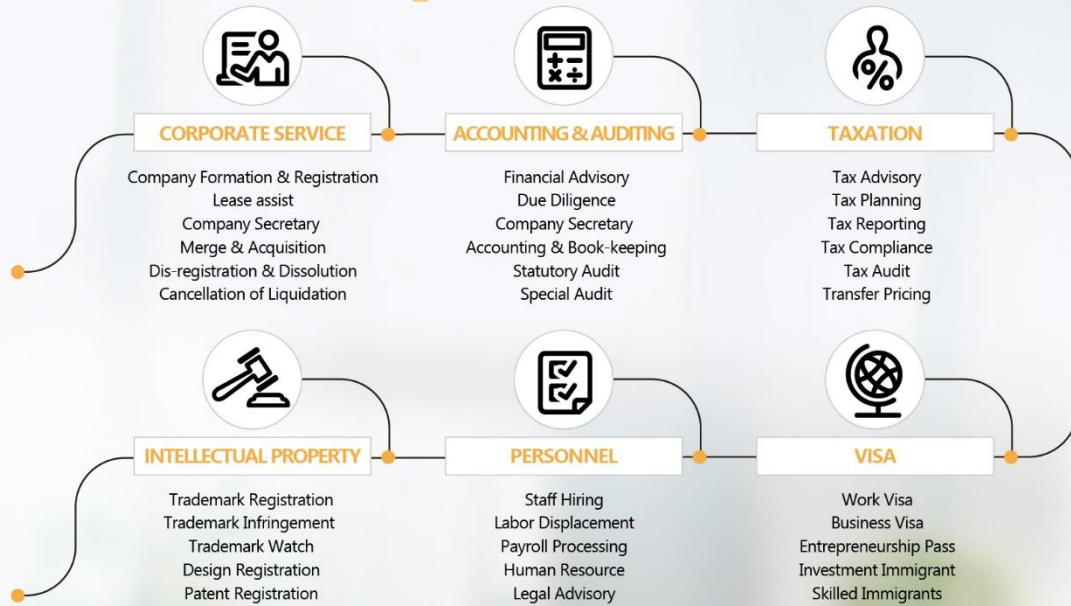 CORPORATE SERVICE
Company Formation & Registration
Lease assist
Company Secretary
Merge & Acquisition
Dis-registration & Dissolution
Cancellation of Liquidation
ACCOUNTING & AUDITING
Financial Advisory
Due Diligence
Company Secretary
Accounting & Book-keeping
Statutory Audit
Special Audit
TAXATION
Tax Advisory
Tax Planning
Tax Reporting
Tax Compliance
Tax Audit
Transfer Pricing
INTELLECTUAL PROPERTY
Trademark Registration
Trademark Infringement
Trademark Watch
Design Registration
Patent Registration
PERSONNEL
Staff Hiring
Labor Displacement
Payroll Processing
Human Resource
Legal Advisory
VISA
Work Visa
Business Visa
Entrepreneurship Pass
Investment Immigrant
Skilled Immigrants